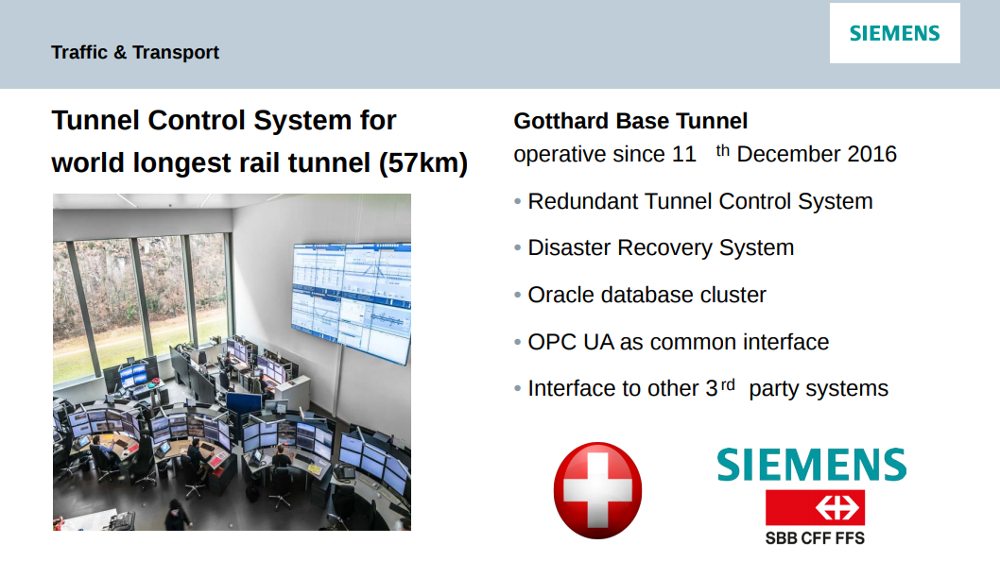 Traffic & Transport
SIEMENS
Tunnel Control System for
world longest rail tunnel (57km)
Gotthard Base Tunnel
operative since 11 th December 2016
• Redundant Tunnel Control System
• Disaster Recovery System
• Oracle database cluster
• OPC UA as common interface
• Interface to other 3rd party systems
SIEMENS
SBB CFF FFS